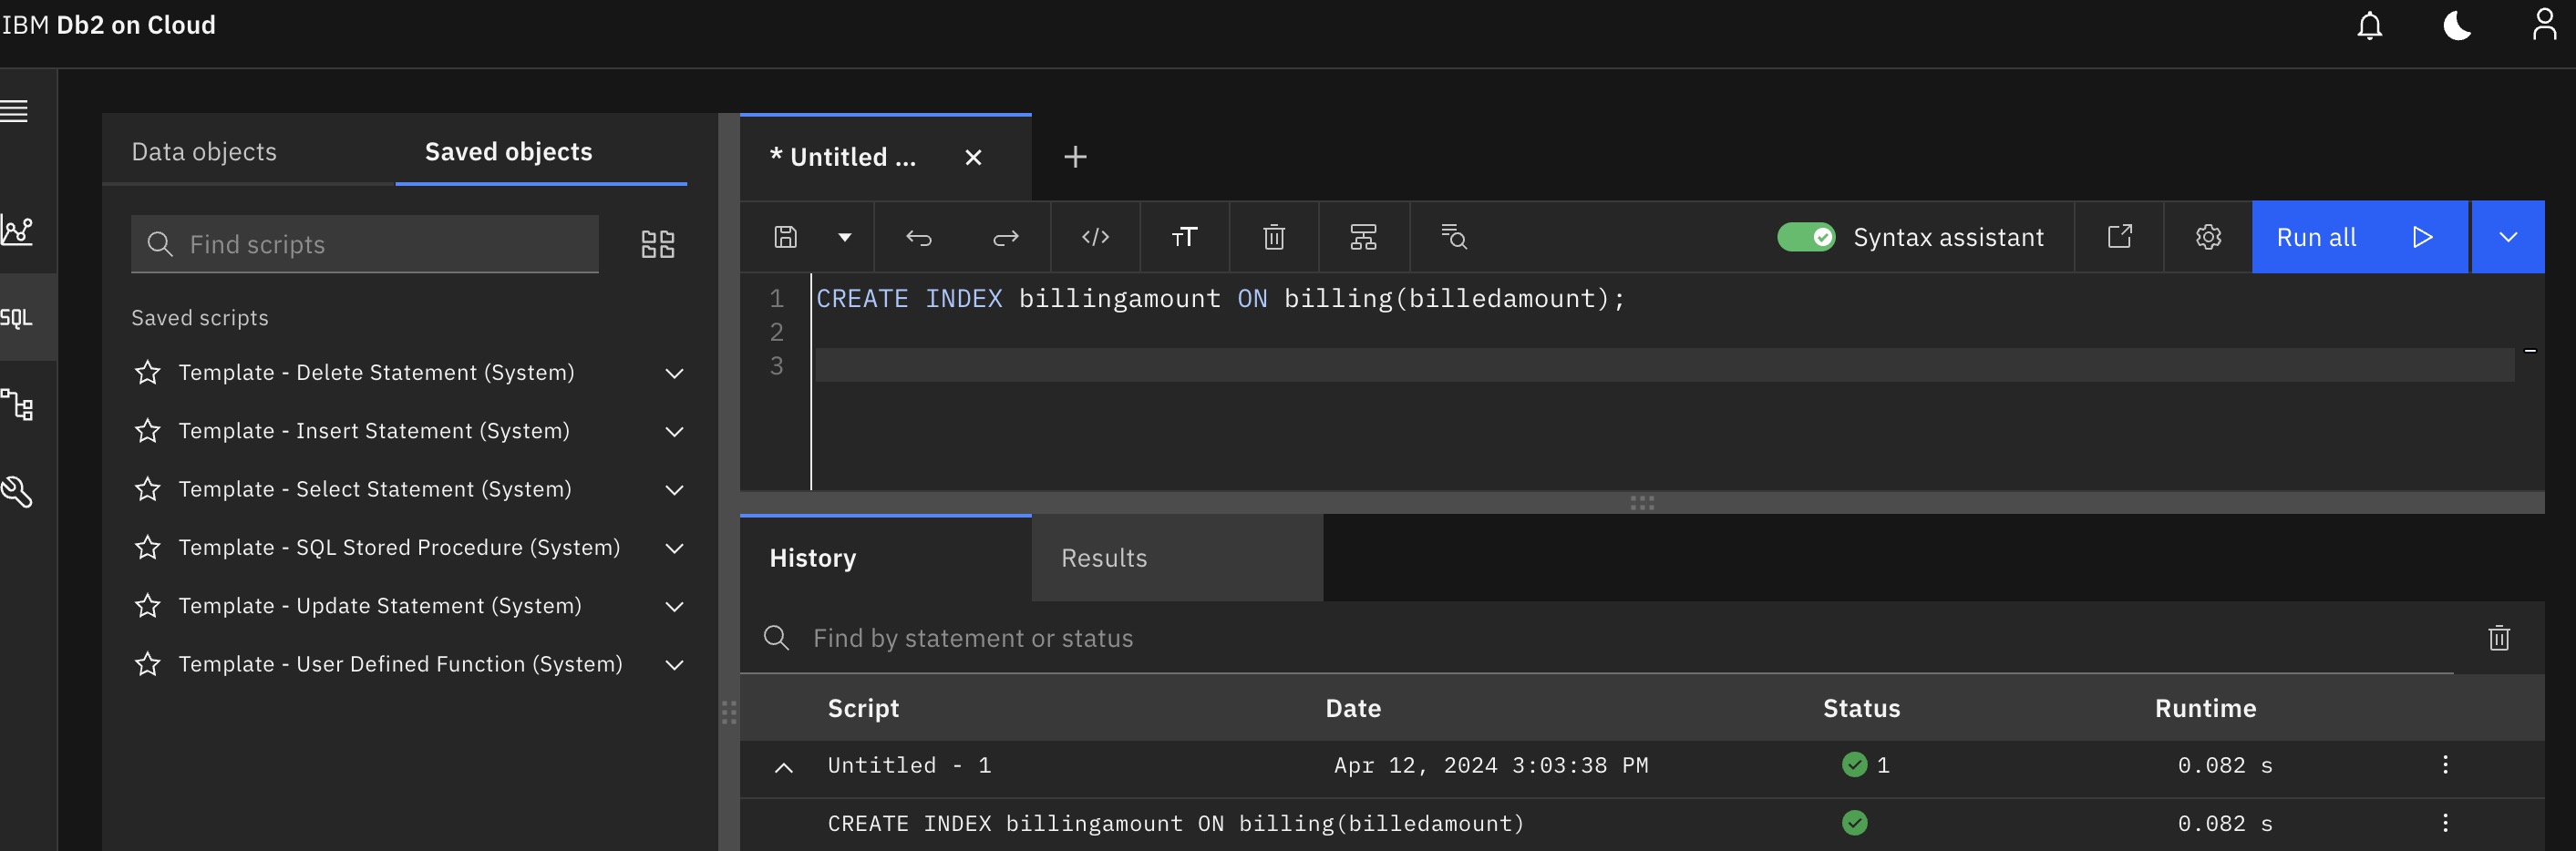 IBM Db2 on Cloud
Data objects
Saved objects
Find scripts
Saved scripts
Template - Delete Statement (System)
Template - Insert Statement (System)
Template - Select Statement (System)
Template - SQL Stored Procedure (System)
Template - Update Statement (System)
Template - User Defined Function (System)
SQL
* Untitled ...
Syntax assistant
Run all
1 CREATE INDEX billingamount ON billing(billedamount);
2
3
History
Results
Find by statement or status
Script Date Status Runtime
Untitled - 1 Apr 12, 2024 3:03:38 PM 1 0.082 s
CREATE INDEX billingamount ON billing(billedamount) 0.082 s